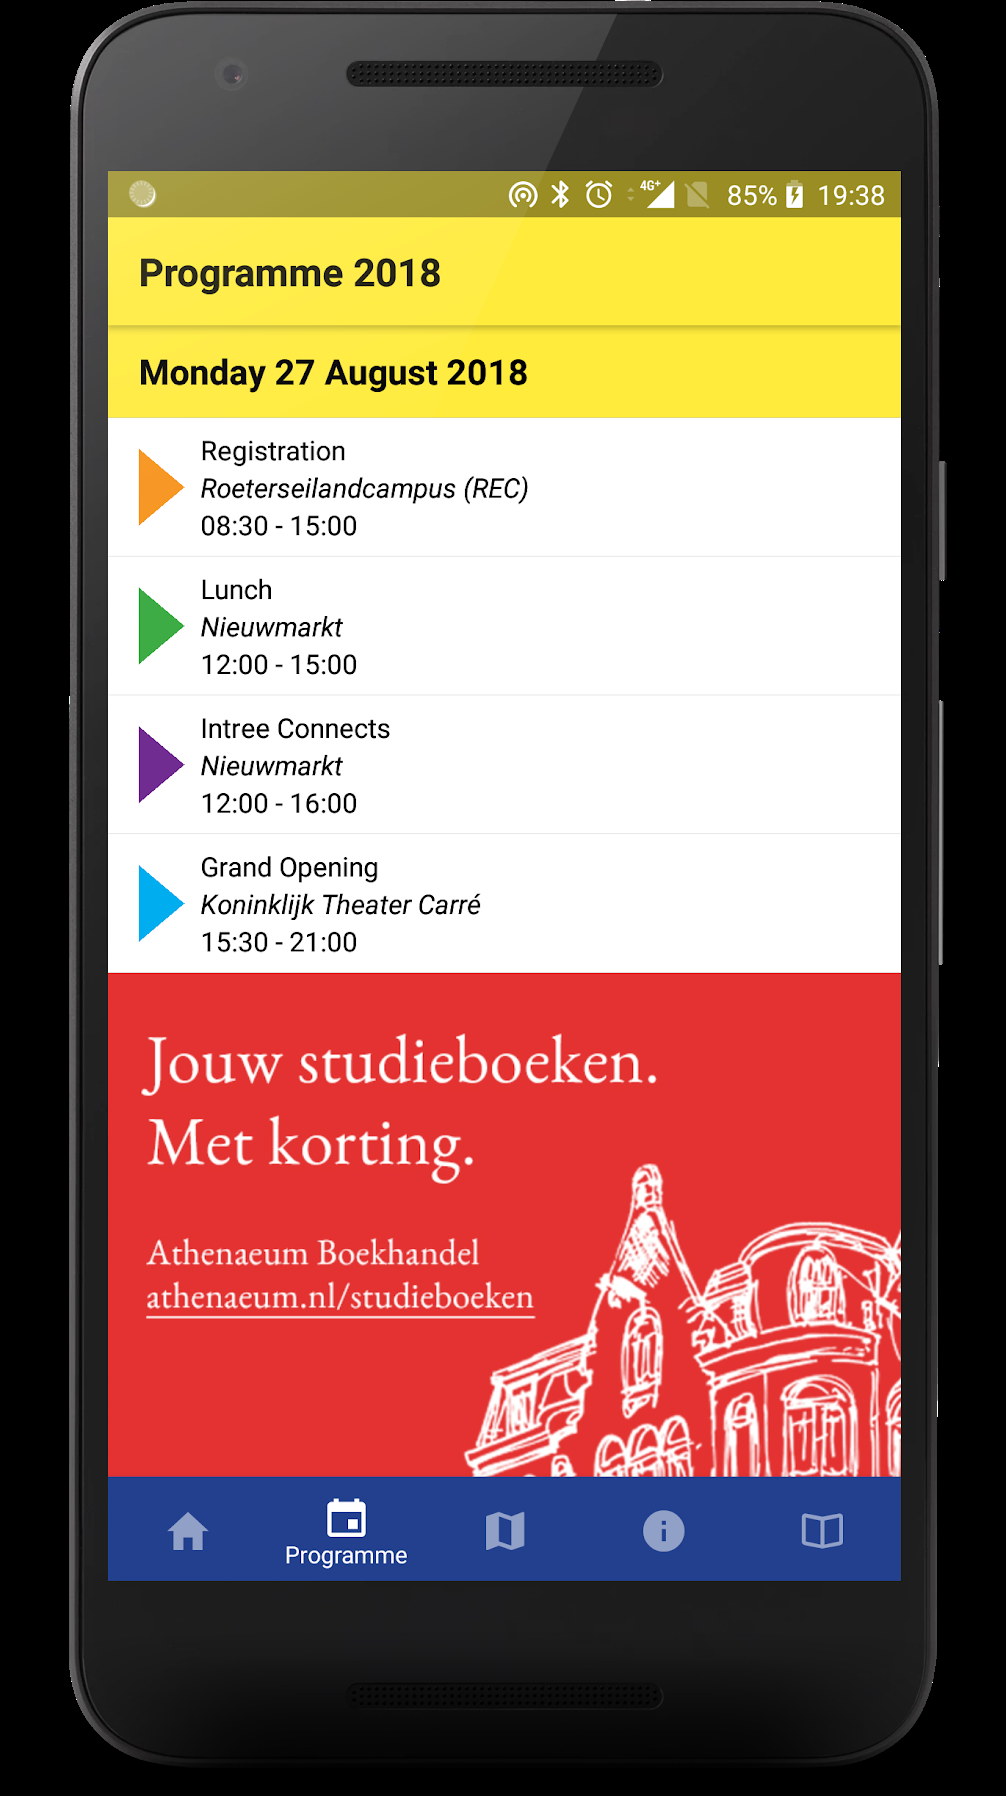 4G+ 85% 19:38
Programme 2018
Monday 27 August 2018
Registration
Roeterseilandcampus (REC)
08:30 - 15:00
Lunch
Nieuwmarkt
12:00 - 15:00
Intree Connects
Nieuwmarkt
12:00 - 16:00
Grand Opening
Koninklijk Theater Carré
15:30 - 21:00
Jouw studieboeken.
Met korting.
Athenaeum Boekhandel
athenaeum.nl/studieboeken
Programme